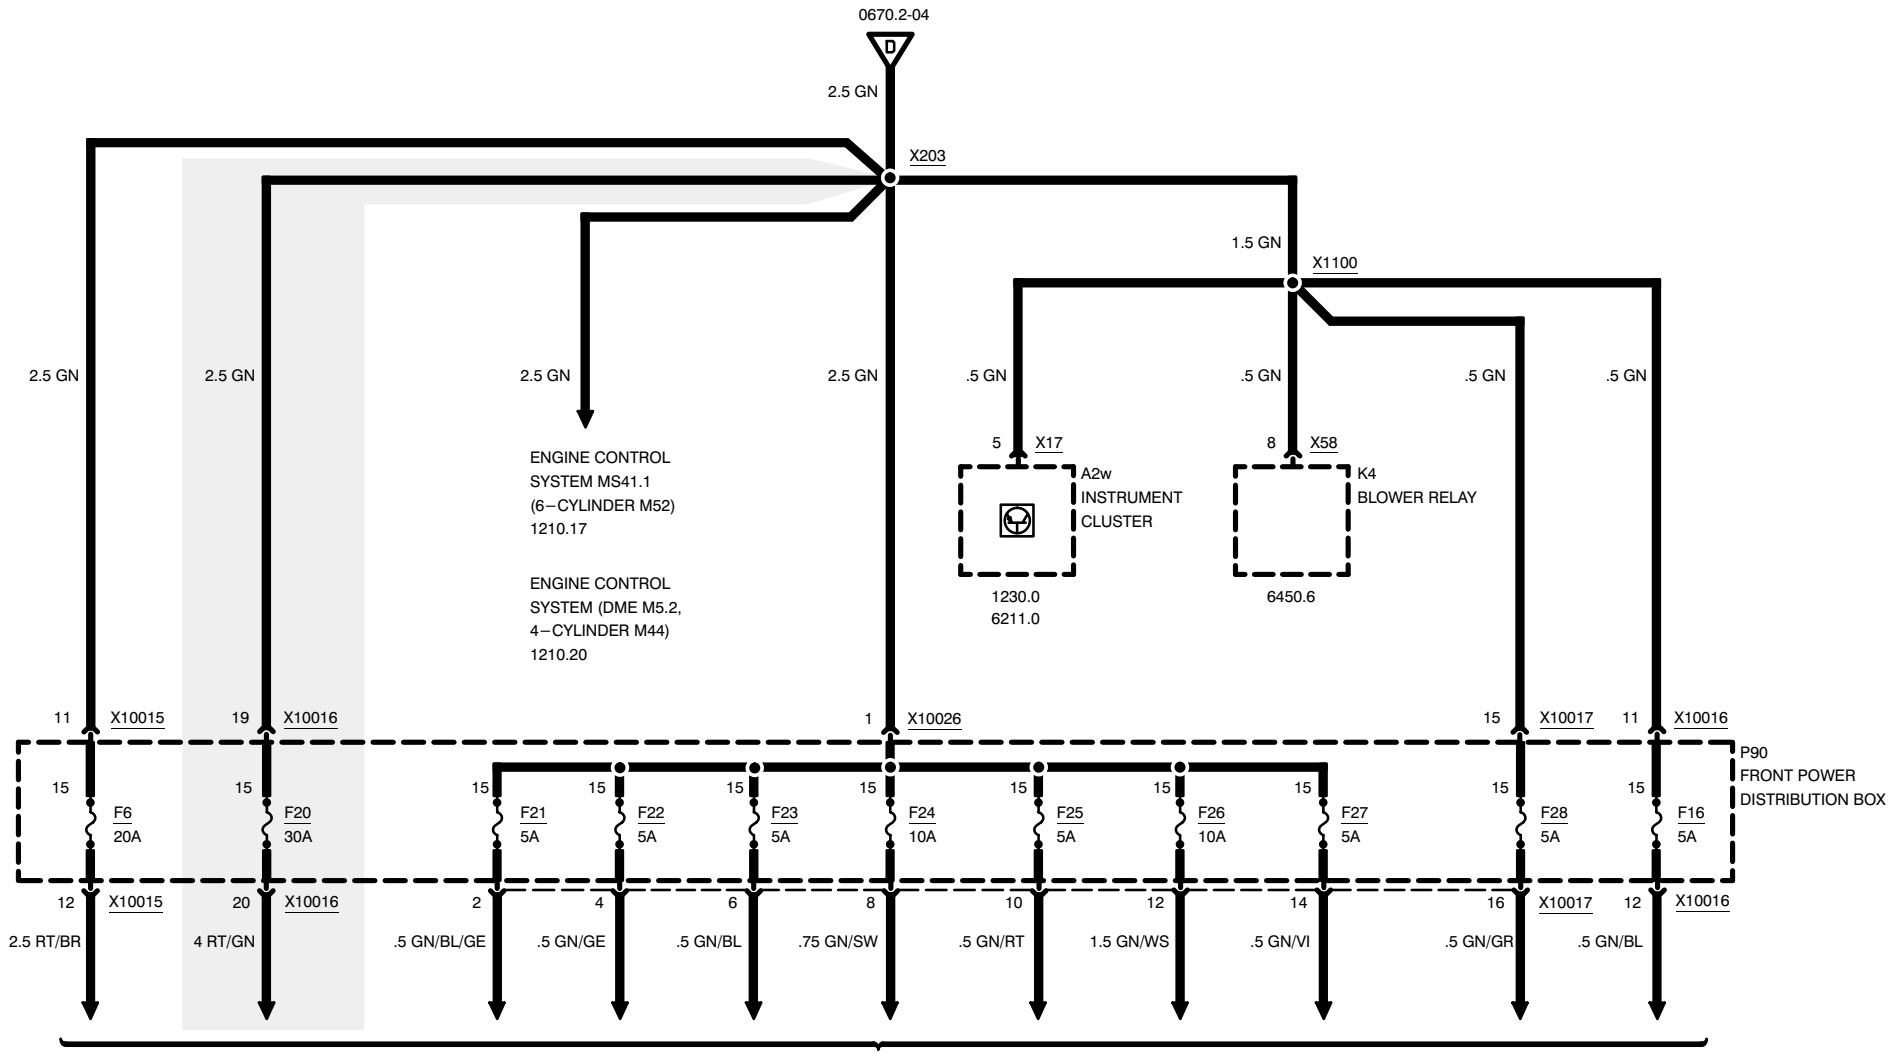 0670.2-04
D
2.5 GN
X203
1.5 GN
X1100
2.5 GN 2.5 GN 2.5 GN 2.5 GN .5 GN .5 GN .5 GN .5 GN
5 X17 8 X58
ENGINE CONTROL
SYSTEM MS41.1
(6–CYLINDER M52)
1210.17
ENGINE CONTROL
SYSTEM (DME M5.2,
4–CYLINDER M44)
1210.20
A2w
INSTRUMENT
CLUSTER
1230.0
6211.0
K4
BLOWER RELAY
6450.6
11 X10015 19 X10016 1 X10026 15 X10017 11 X10016
P90
FRONT POWER
DISTRIBUTION BOX
15 15 15 15 15 15 15 15 15 15 15
F6 F20 F21 F22 F23 F24 F25 F26 F27 F28 F16
20A 30A 5A 5A 5A 10A 5A 10A 5A 5A 5A
12 X10015 20 X10016 2 4 6 8 10 12 14 16 X10017 12 X10016
2.5 RT/BR 4 RT/GN .5 GN/BL/GE .5 GN/GE .5 GN/BL .75 GN/SW .5 GN/RT 1.5 GN/WS .5 GN/VI .5 GN/GR .5 GN/BL